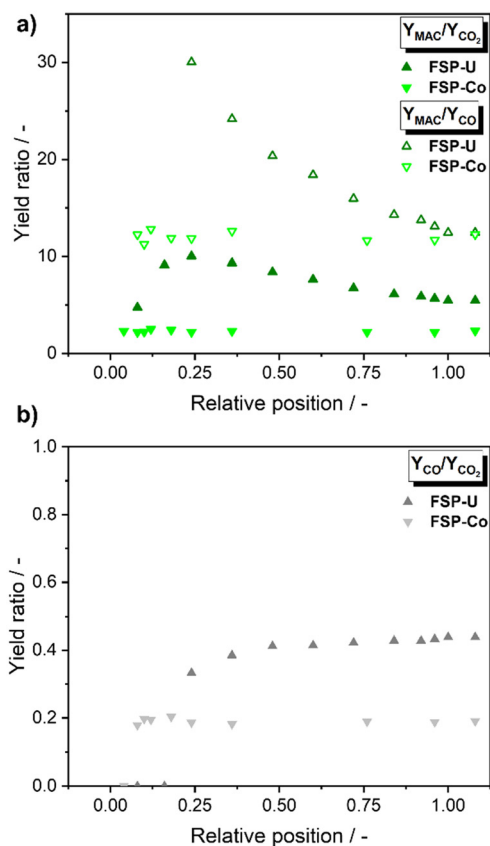 a)
Y_MAC/Y_CO₂
FSP-U
FSP-Co
Y_MAC/Y_CO
FSP-U
FSP-Co
30
20
10
0
Yield ratio / -
0.00 0.25 0.50 0.75 1.00
Relative position / -
b)
Y_CO/Y_CO₂
FSP-U
FSP-Co
1.0
0.8
0.6
0.4
0.2
0.0
Yield ratio / -
0.00 0.25 0.50 0.75 1.00
Relative position / -